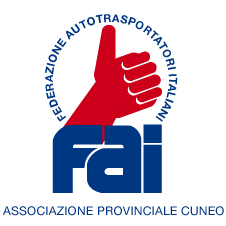 FEDERAZIONE AUTOTRASPORTATORI ITALIANI
fai
ASSOCIAZIONE PROVINCIALE CUNEO